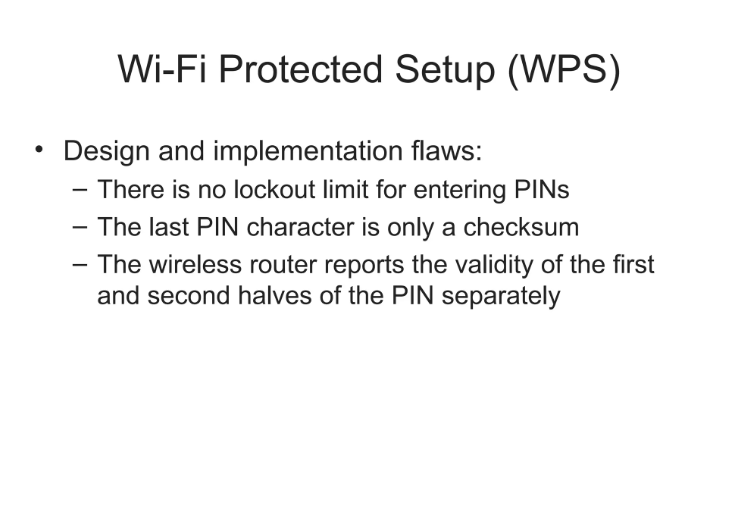 Wi-Fi Protected Setup (WPS)
• Design and implementation flaws:
– There is no lockout limit for entering PINs
– The last PIN character is only a checksum
– The wireless router reports the validity of the first
and second halves of the PIN separately